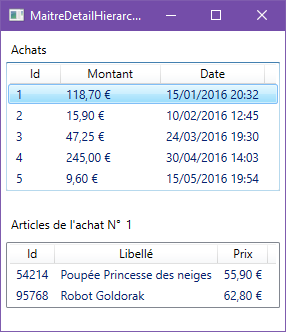 MaitreDetailHierarc...
Achats
Id Montant Date
1 118,70 € 15/01/2016 20:32
2 15,90 € 10/02/2016 12:45
3 47,25 € 24/03/2016 19:30
4 245,00 € 30/04/2016 14:03
5 9,60 € 15/05/2016 19:54
Articles de l'achat N° 1
Id Libellé Prix
54214 Poupée Princesse des neiges 55,90 €
95768 Robot Goldorak 62,80 €